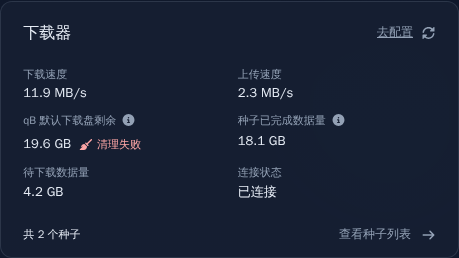 下载器 去配置
下载速度 上传速度
11.9 MB/s 2.3 MB/s
qB 默认下载盘剩余 种子已完成数据量
19.6 GB 清理失败 18.1 GB
待下载数据量 连接状态
4.2 GB 已连接
共 2 个种子 查看种子列表